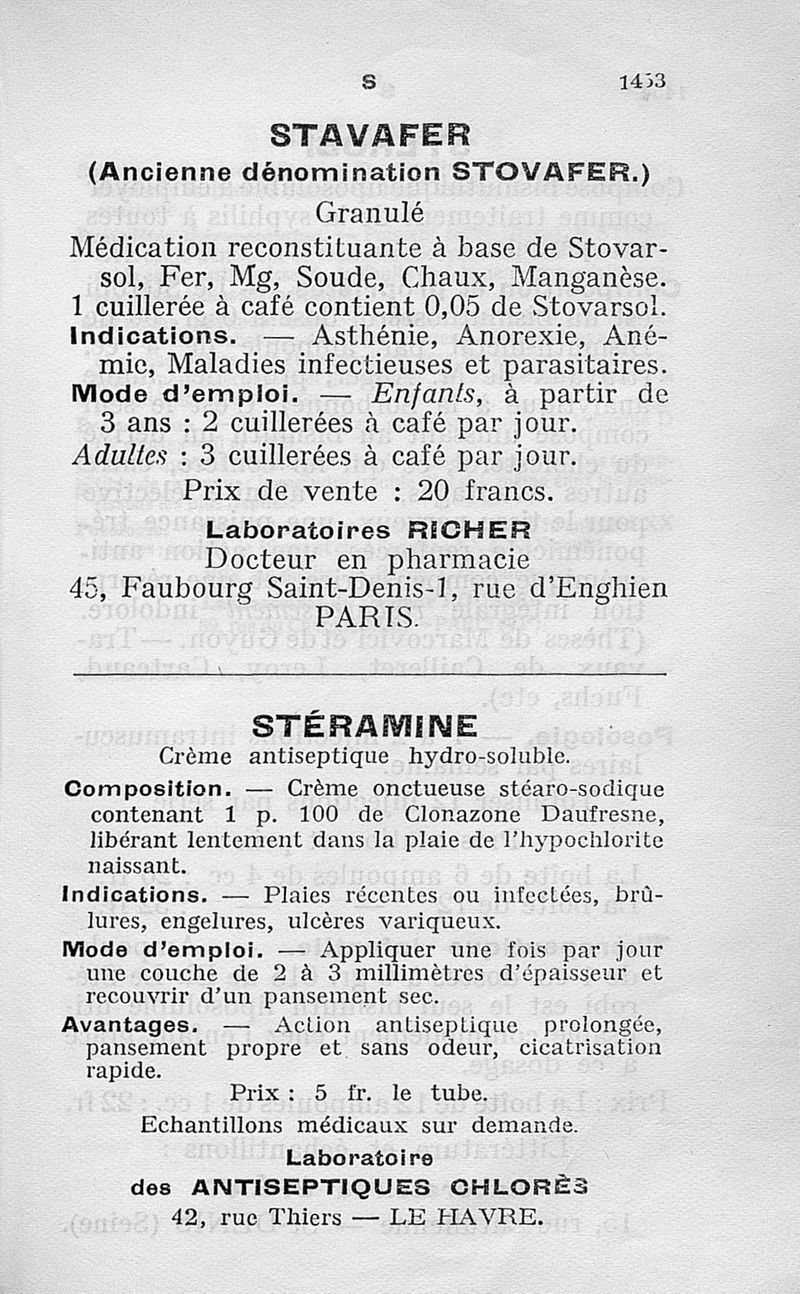 S 1453
STAVAFER
(Ancienne dénomination STOVAFER.)
Granulé
Médication reconstituante à base de Stovar-
sol, Fer, Mg, Soude, Chaux, Manganèse.
1 cuillerée à café contient 0,05 de Stovarsol.
Indications. — Asthénie, Anorexie, Ané-
mie, Maladies infectieuses et parasitaires.
Mode d'emploi. — Enfants, à partir de
3 ans : 2 cuillerées à café par jour.
Adultes : 3 cuillerées à café par jour.
Prix de vente : 20 francs.
Laboratoires RICHER
Docteur en pharmacie
45, Faubourg Saint-Denis-1, rue d'Enghien
PARIS.
STÉRAMINE
Crème antiseptique hydro-soluble.
Composition. — Crème onctueuse stéaro-sodique
contenant 1 p. 100 de Clonazone Daufresne,
libérant lentement dans la plaie de l'hypochlorite
naissant.
Indications. — Plaies récentes ou infectées, brû-
lures, engelures, ulcères variqueux.
Mode d'emploi. — Appliquer une fois par jour
une couche de 2 à 3 millimètres d'épaisseur et
recouvrir d'un pansement sec.
Avantages. — Action antiseptique prolongée,
pansement propre et sans odeur, cicatrisation
rapide.
Prix : 5 fr. le tube.
Echantillons médicaux sur demande.
Laboratoire
des ANTISEPTIQUES CHLORÉS
42, rue Thiers — LE HAVRE.